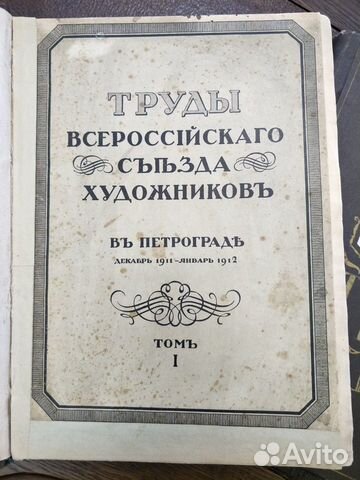 ТРУДЫ
ВСЕРОССІЙСКАГО
СЪѢЗДА
ХУДОЖНИКОВЪ
ВЪ ПЕТРОГРАДѢ
ДЕКАБРЬ 1911–ЯНВАРЬ 1912
ТОМЪ
I
Avito